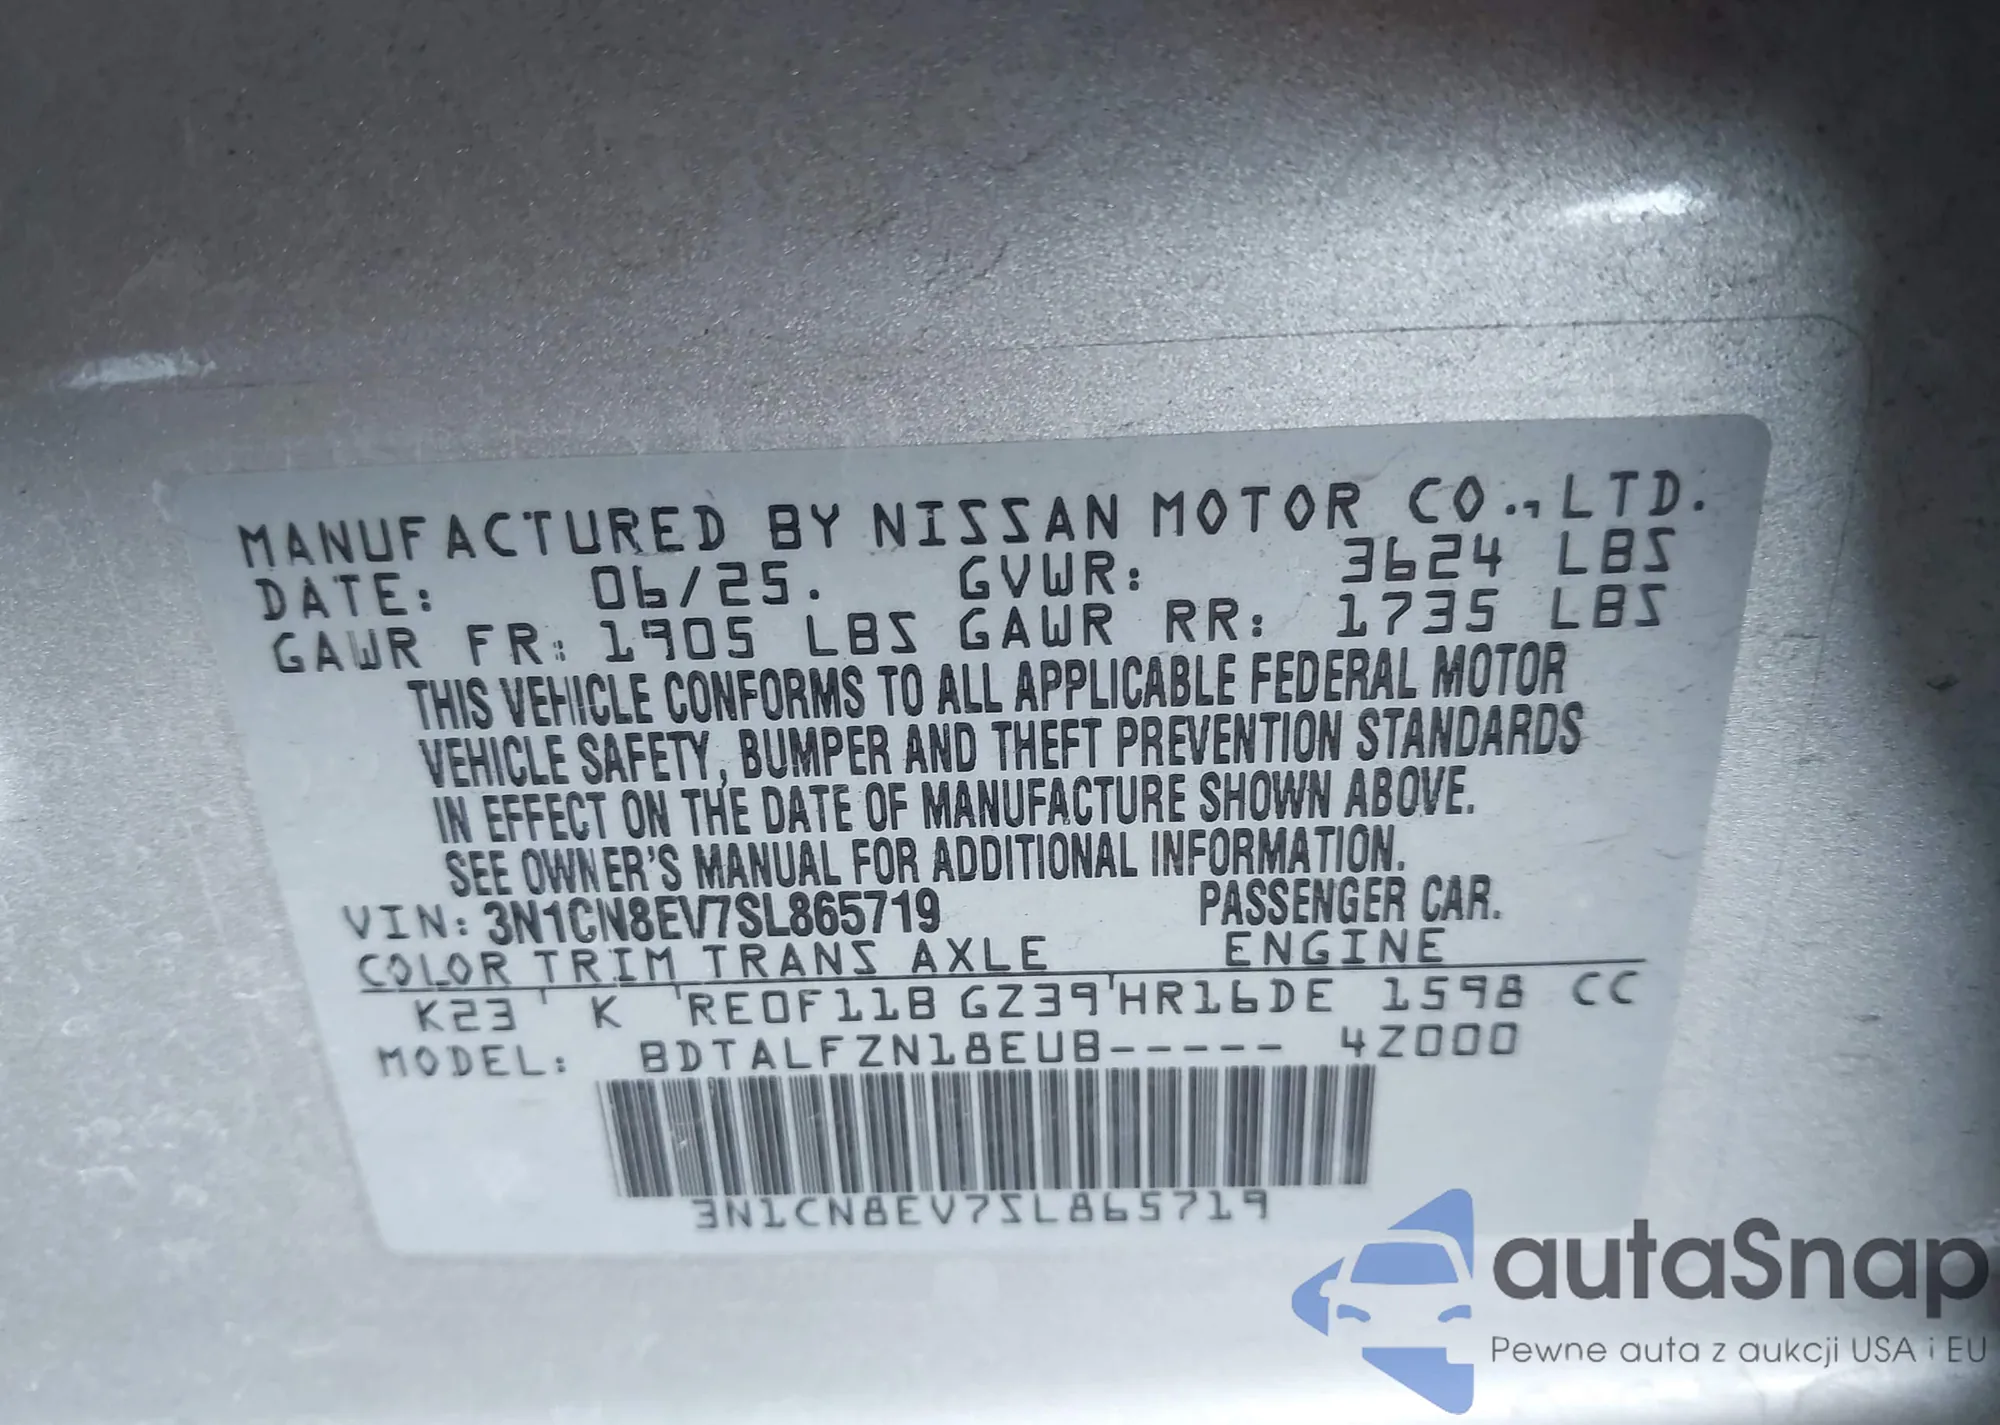 MANUFACTURED BY NISSAN MOTOR CO., LTD.
DATE: 06/25. GVWR: 3624 LBS
GAWR FR: 1905 LBS GAWR RR: 1735 LBS
THIS VEHICLE CONFORMS TO ALL APPLICABLE FEDERAL MOTOR
VEHICLE SAFETY, BUMPER AND THEFT PREVENTION STANDARDS
IN EFFECT ON THE DATE OF MANUFACTURE SHOWN ABOVE.
SEE OWNER'S MANUAL FOR ADDITIONAL INFORMATION.
VIN: 3N1CN8EV7SL865719 PASSENGER CAR.
COLOR TRIM TRANS AXLE ENGINE
K23 K RE0F11B GZ39 HR16DE 1598 CC
MODEL: BDTALFZN18EUB----- 4Z000
3N1CN8EV7SL865719
autaSnap
Pewne auta z aukcji USA i EU